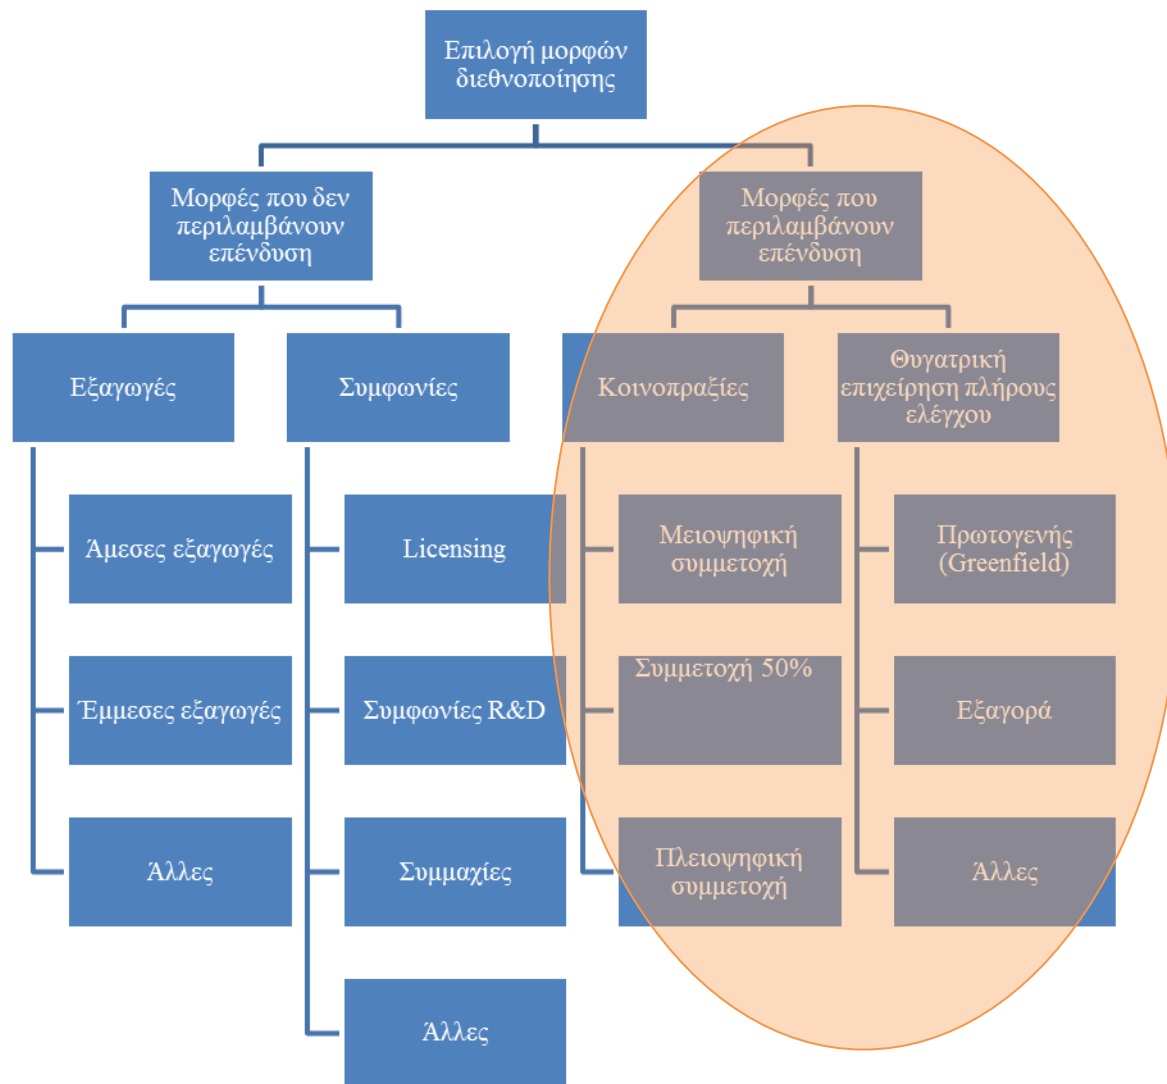 Επιλογή μορφών
διεθνοποίησης
Μορφές που δεν
περιλαμβάνουν
επένδυση
Μορφές που
περιλαμβάνουν
επένδυση
Εξαγωγές
Συμφωνίες
Κοινοπραξίες
Θυγατρική
επιχείρηση πλήρους
ελέγχου
Άμεσες εξαγωγές
Licensing
Μειοψηφική
συμμετοχή
Πρωτογενής
(Greenfield)
Έμμεσες εξαγωγές
Συμφωνίες R&D
Συμμετοχή 50%
Εξαγορά
Άλλες
Συμμαχίες
Πλειοψηφική
συμμετοχή
Άλλες
Άλλες